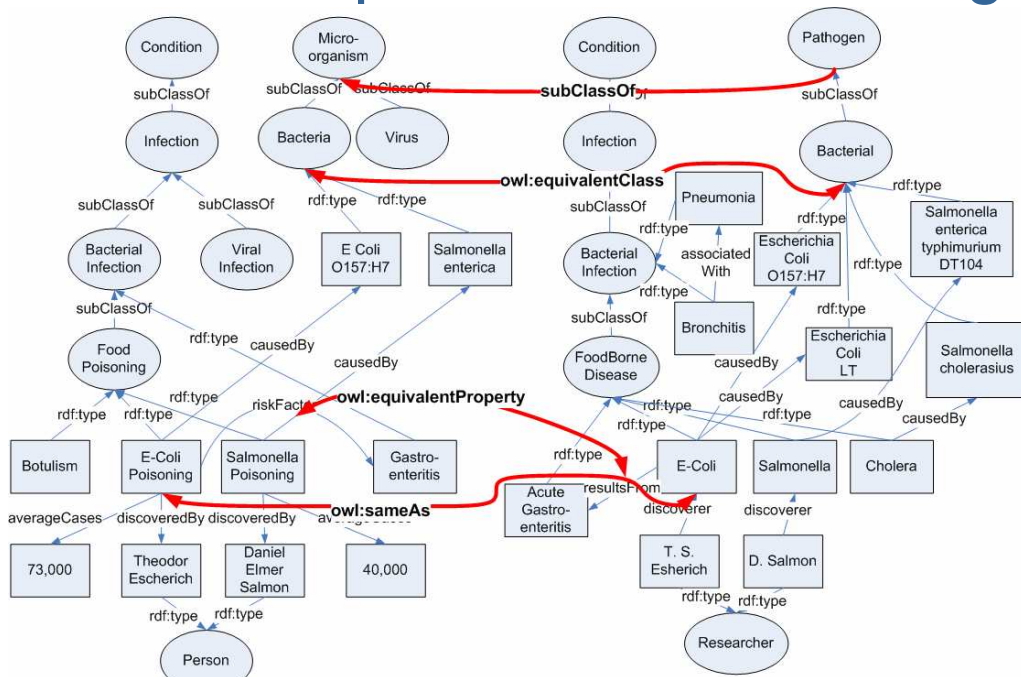 Condition
Micro-
organism
Condition
Pathogen
subClassOf
subClassOf
subClassOf
subClassOf
subClassOf
Infection
Bacteria
Virus
Infection
Bacterial
owl:equivalentClass
rdf:type
rdf:type
subClassOf
subClassOf
subClassOf
Pneumonia
rdf:type
rdf:type
Salmonella
enterica
typhimurium
DT104
Bacterial
Infection
Viral
Infection
E Coli
O157:H7
Salmonella
enterica
Bacterial
Infection
associated
With
Escherichia
Coli
O157:H7
rdf:type
rdf:type
subClassOf
rdf:type
causedBy
subClassOf
Bronchitis
rdf:type
Food
Poisoning
causedBy
FoodBorne
Disease
causedBy
Escherichia
Coli
LT
Salmonella
cholerasius
rdf:type
rdf:type
riskFactor
owl:equivalentProperty
rdf:type
rdf:type
rdf:type
causedBy
causedBy
Botulism
E-Coli
Poisoning
Salmonella
Poisoning
Gastro-
enteritis
rdf:type
E-Coli
Salmonella
Cholera
resultsFrom
Acute
Gastro-
enteritis
owl:sameAs
averageCases
discoveredBy
discoveredBy
discoverer
discoverer
73,000
Theodor
Escherich
Daniel
Elmer
Salmon
40,000
T. S.
Esherich
D. Salmon
rdf:type
rdf:type
rdf:type
rdf:type
Person
Researcher